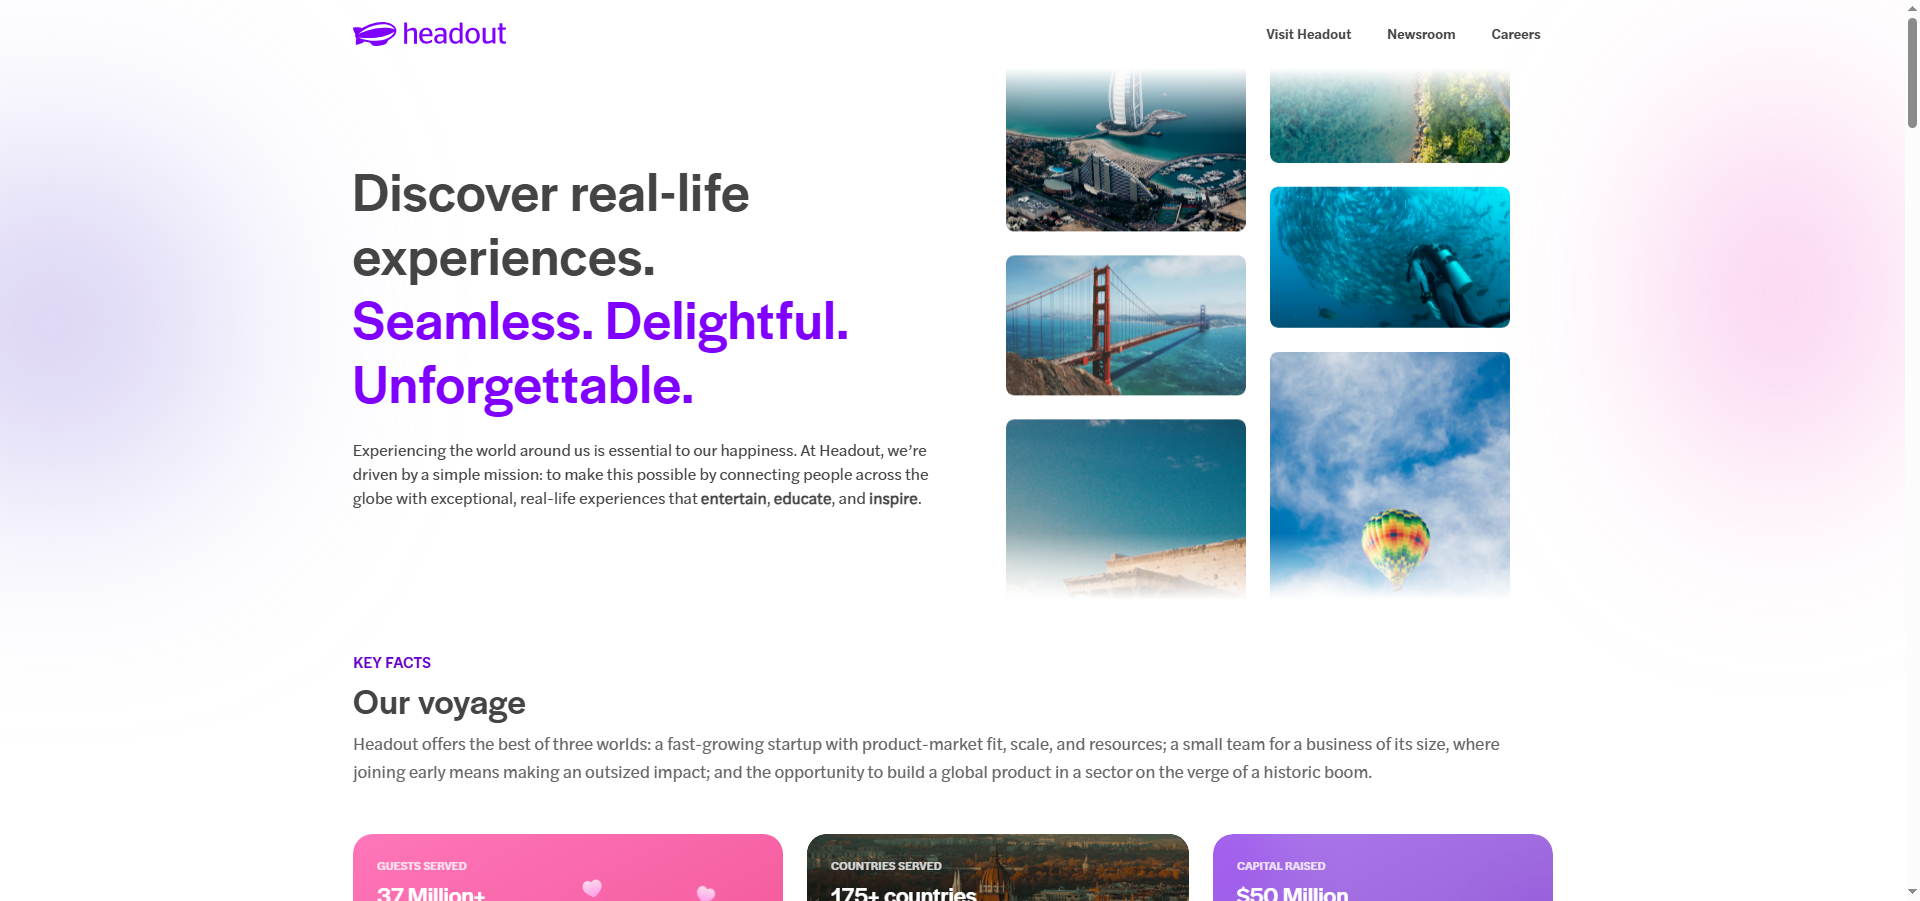 headout
Visit Headout
Newsroom
Careers
Discover real-life
experiences.
Seamless. Delightful.
Unforgettable.
Experiencing the world around us is essential to our happiness. At Headout, we’re
driven by a simple mission: to make this possible by connecting people across the
globe with exceptional, real-life experiences that entertain, educate, and inspire.
KEY FACTS
Our voyage
Headout offers the best of three worlds: a fast-growing startup with product-market fit, scale, and resources; a small team for a business of its size, where
joining early means making an outsized impact; and the opportunity to build a global product in a sector on the verge of a historic boom.
GUESTS SERVED
37 Million+
COUNTRIES SERVED
175+ countries
CAPITAL RAISED
$50 Million